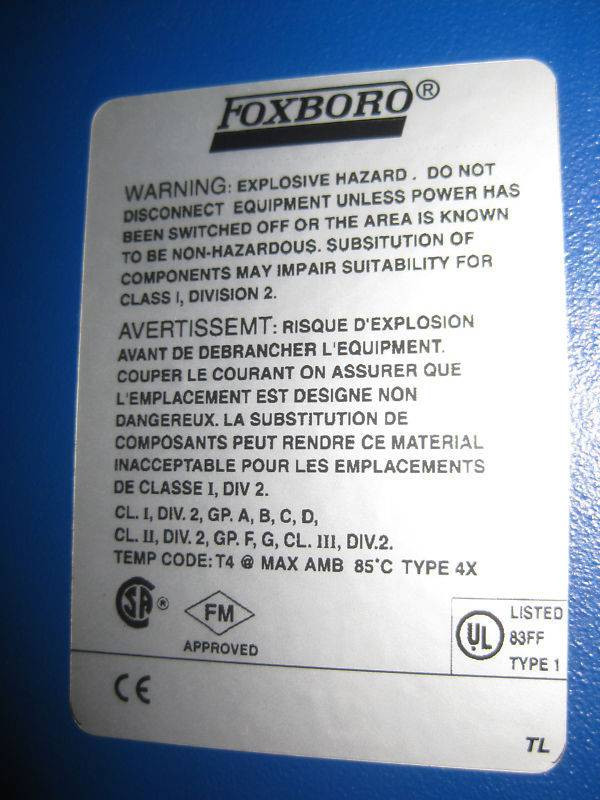 FOXBORO®
WARNING: EXPLOSIVE HAZARD. DO NOT
DISCONNECT EQUIPMENT UNLESS POWER HAS
BEEN SWITCHED OFF OR THE AREA IS KNOWN
TO BE NON-HAZARDOUS. SUBSITUTION OF
COMPONENTS MAY IMPAIR SUITABILITY FOR
CLASS I, DIVISION 2.
AVERTISSEMT: RISQUE D'EXPLOSION
AVANT DE DEBRANCHER L'EQUIPMENT.
COUPER LE COURANT ON ASSURER QUE
L'EMPLACEMENT EST DESIGNE NON
DANGEREUX. LA SUBSTITUTION DE
COMPOSANTS PEUT RENDRE CE MATERIAL
INACCEPTABLE POUR LES EMPLACEMENTS
DE CLASSE I, DIV 2.
CL. I, DIV. 2, GP. A, B, C, D,
CL. II, DIV. 2, GP. F, G, CL. III, DIV.2.
TEMP CODE: T4 @ MAX AMB 85°C TYPE 4X
SA ®
FM
APPROVED
UL
LISTED
83FF
TYPE 1
CE
TL